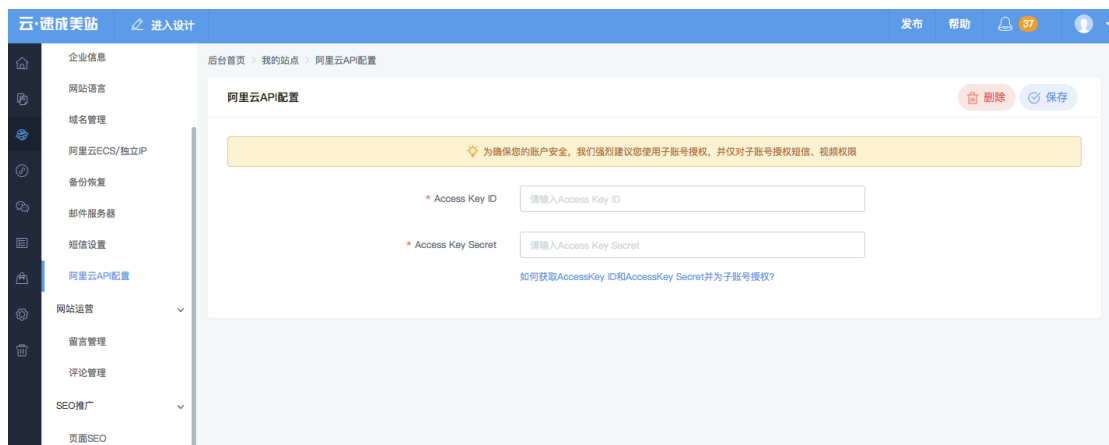 云·速成美站
进入设计
发布
帮助
37
企业信息
网站语言
域名管理
阿里云ECS/独立IP
备份恢复
邮件服务器
短信设置
阿里云API配置
网站运营
留言管理
评论管理
SEO推广
页面SEO
后台首页 > 我的站点 > 阿里云API配置
阿里云API配置
删除
保存
为确保您的账户安全，我们强烈建议您使用子账号授权，并仅对子账号授权短信、视频权限
* Access Key ID
请输入Access Key ID
* Access Key Secret
请输入Access Key Secret
如何获取AccessKey ID和AccessKey Secret并为子账号授权?